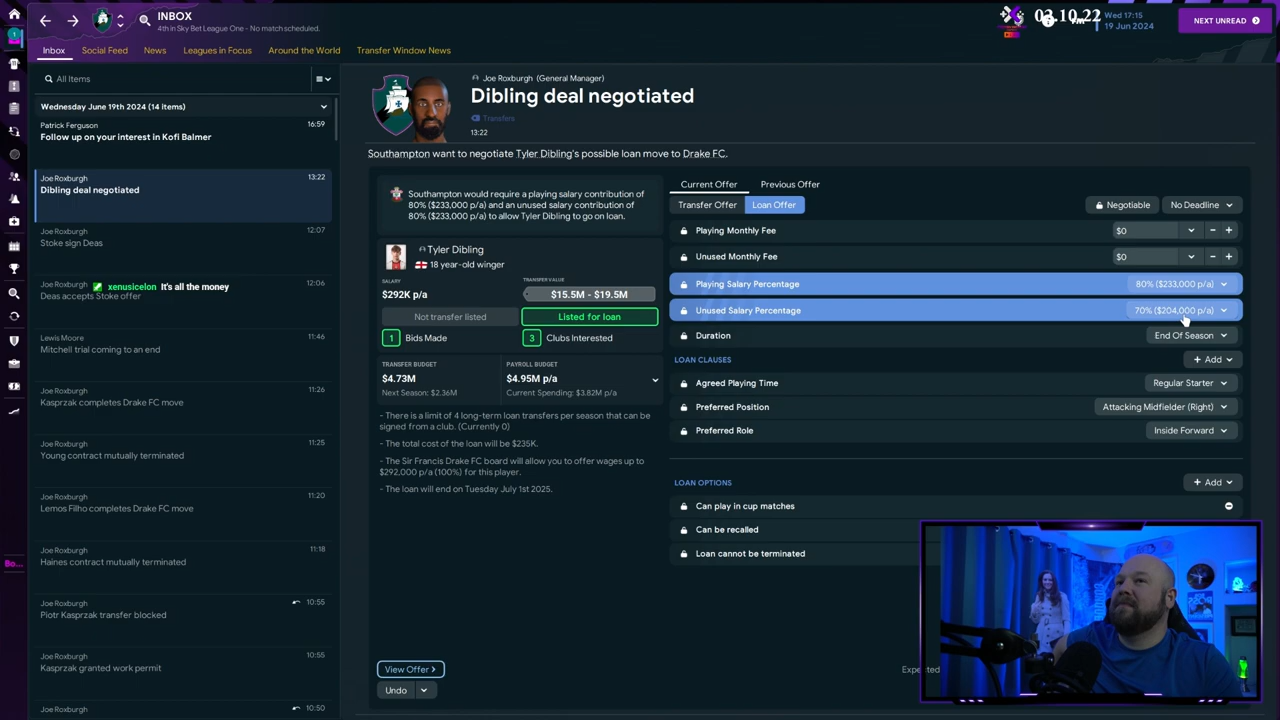 INBOX
4th in Sky Bet League One - No match scheduled.
03.10.22
Wed 17:15
19 Jun 2024
NEXT UNREAD
Inbox
Social Feed
News
Leagues in Focus
Around the World
Transfer Window News
All Items
Wednesday June 19th 2024 (14 items)
Patrick Ferguson
16:59
Follow up on your interest in Kofi Balmer
Joe Roxburgh
13:22
Dibling deal negotiated
Joe Roxburgh
12:07
Stoke sign Deas
Joe Roxburgh
xenusicelon It's all the money
12:06
Deas accepts Stoke offer
Lewis Moore
11:46
Mitchell trial coming to an end
Joe Roxburgh
11:26
Kasprzak completes Drake FC move
Joe Roxburgh
11:25
Young contract mutually terminated
Joe Roxburgh
11:20
Lemos Filho completes Drake FC move
Joe Roxburgh
11:18
Haines contract mutually terminated
Joe Roxburgh
10:55
Piotr Kasprzak transfer blocked
Joe Roxburgh
10:55
Kasprzak granted work permit
Joe Roxburgh
10:50
Bo...
Joe Roxburgh (General Manager)
Dibling deal negotiated
Transfers
13:22
Southampton want to negotiate Tyler Dibling's possible loan move to Drake FC.
Southampton would require a playing salary contribution of
80% ($233,000 p/a) and an unused salary contribution of
80% ($233,000 p/a) to allow Tyler Dibling to go on loan.
Tyler Dibling
18 year-old winger
SALARY
TRANSFER VALUE
$292K p/a
$15.5M - $19.5M
Not transfer listed
Listed for loan
1 Bids Made
3 Clubs Interested
TRANSFER BUDGET
PAYROLL BUDGET
$4.73M
$4.95M p/a
Next Season: $2.36M
Current Spending: $3.82M p/a
- There is a limit of 4 long-term loan transfers per season that can be
signed from a club. (Currently 0)
- The total cost of the loan will be $235K.
- The Sir Francis Drake FC board will allow you to offer wages up to
$292,000 p/a (100%) for this player.
- The loan will end on Tuesday July 1st 2025.
View Offer
Undo
Current Offer
Previous Offer
Transfer Offer
Loan Offer
Negotiable
No Deadline
Playing Monthly Fee
$0
Unused Monthly Fee
$0
Playing Salary Percentage
80% ($233,000 p/a)
Unused Salary Percentage
70% ($204,000 p/a)
Duration
End Of Season
LOAN CLAUSES
+ Add
Agreed Playing Time
Regular Starter
Preferred Position
Attacking Midfielder (Right)
Preferred Role
Inside Forward
LOAN OPTIONS
+ Add
Can play in cup matches
Can be recalled
Loan cannot be terminated